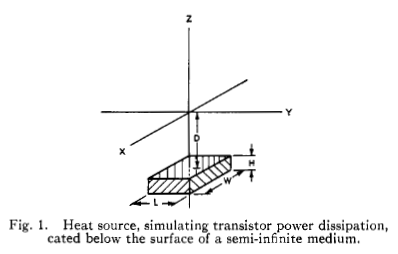 Z
Y
D
X
H
W
L
Fig. 1. Heat source, simulating transistor power dissipation,
cated below the surface of a semi-infinite medium.